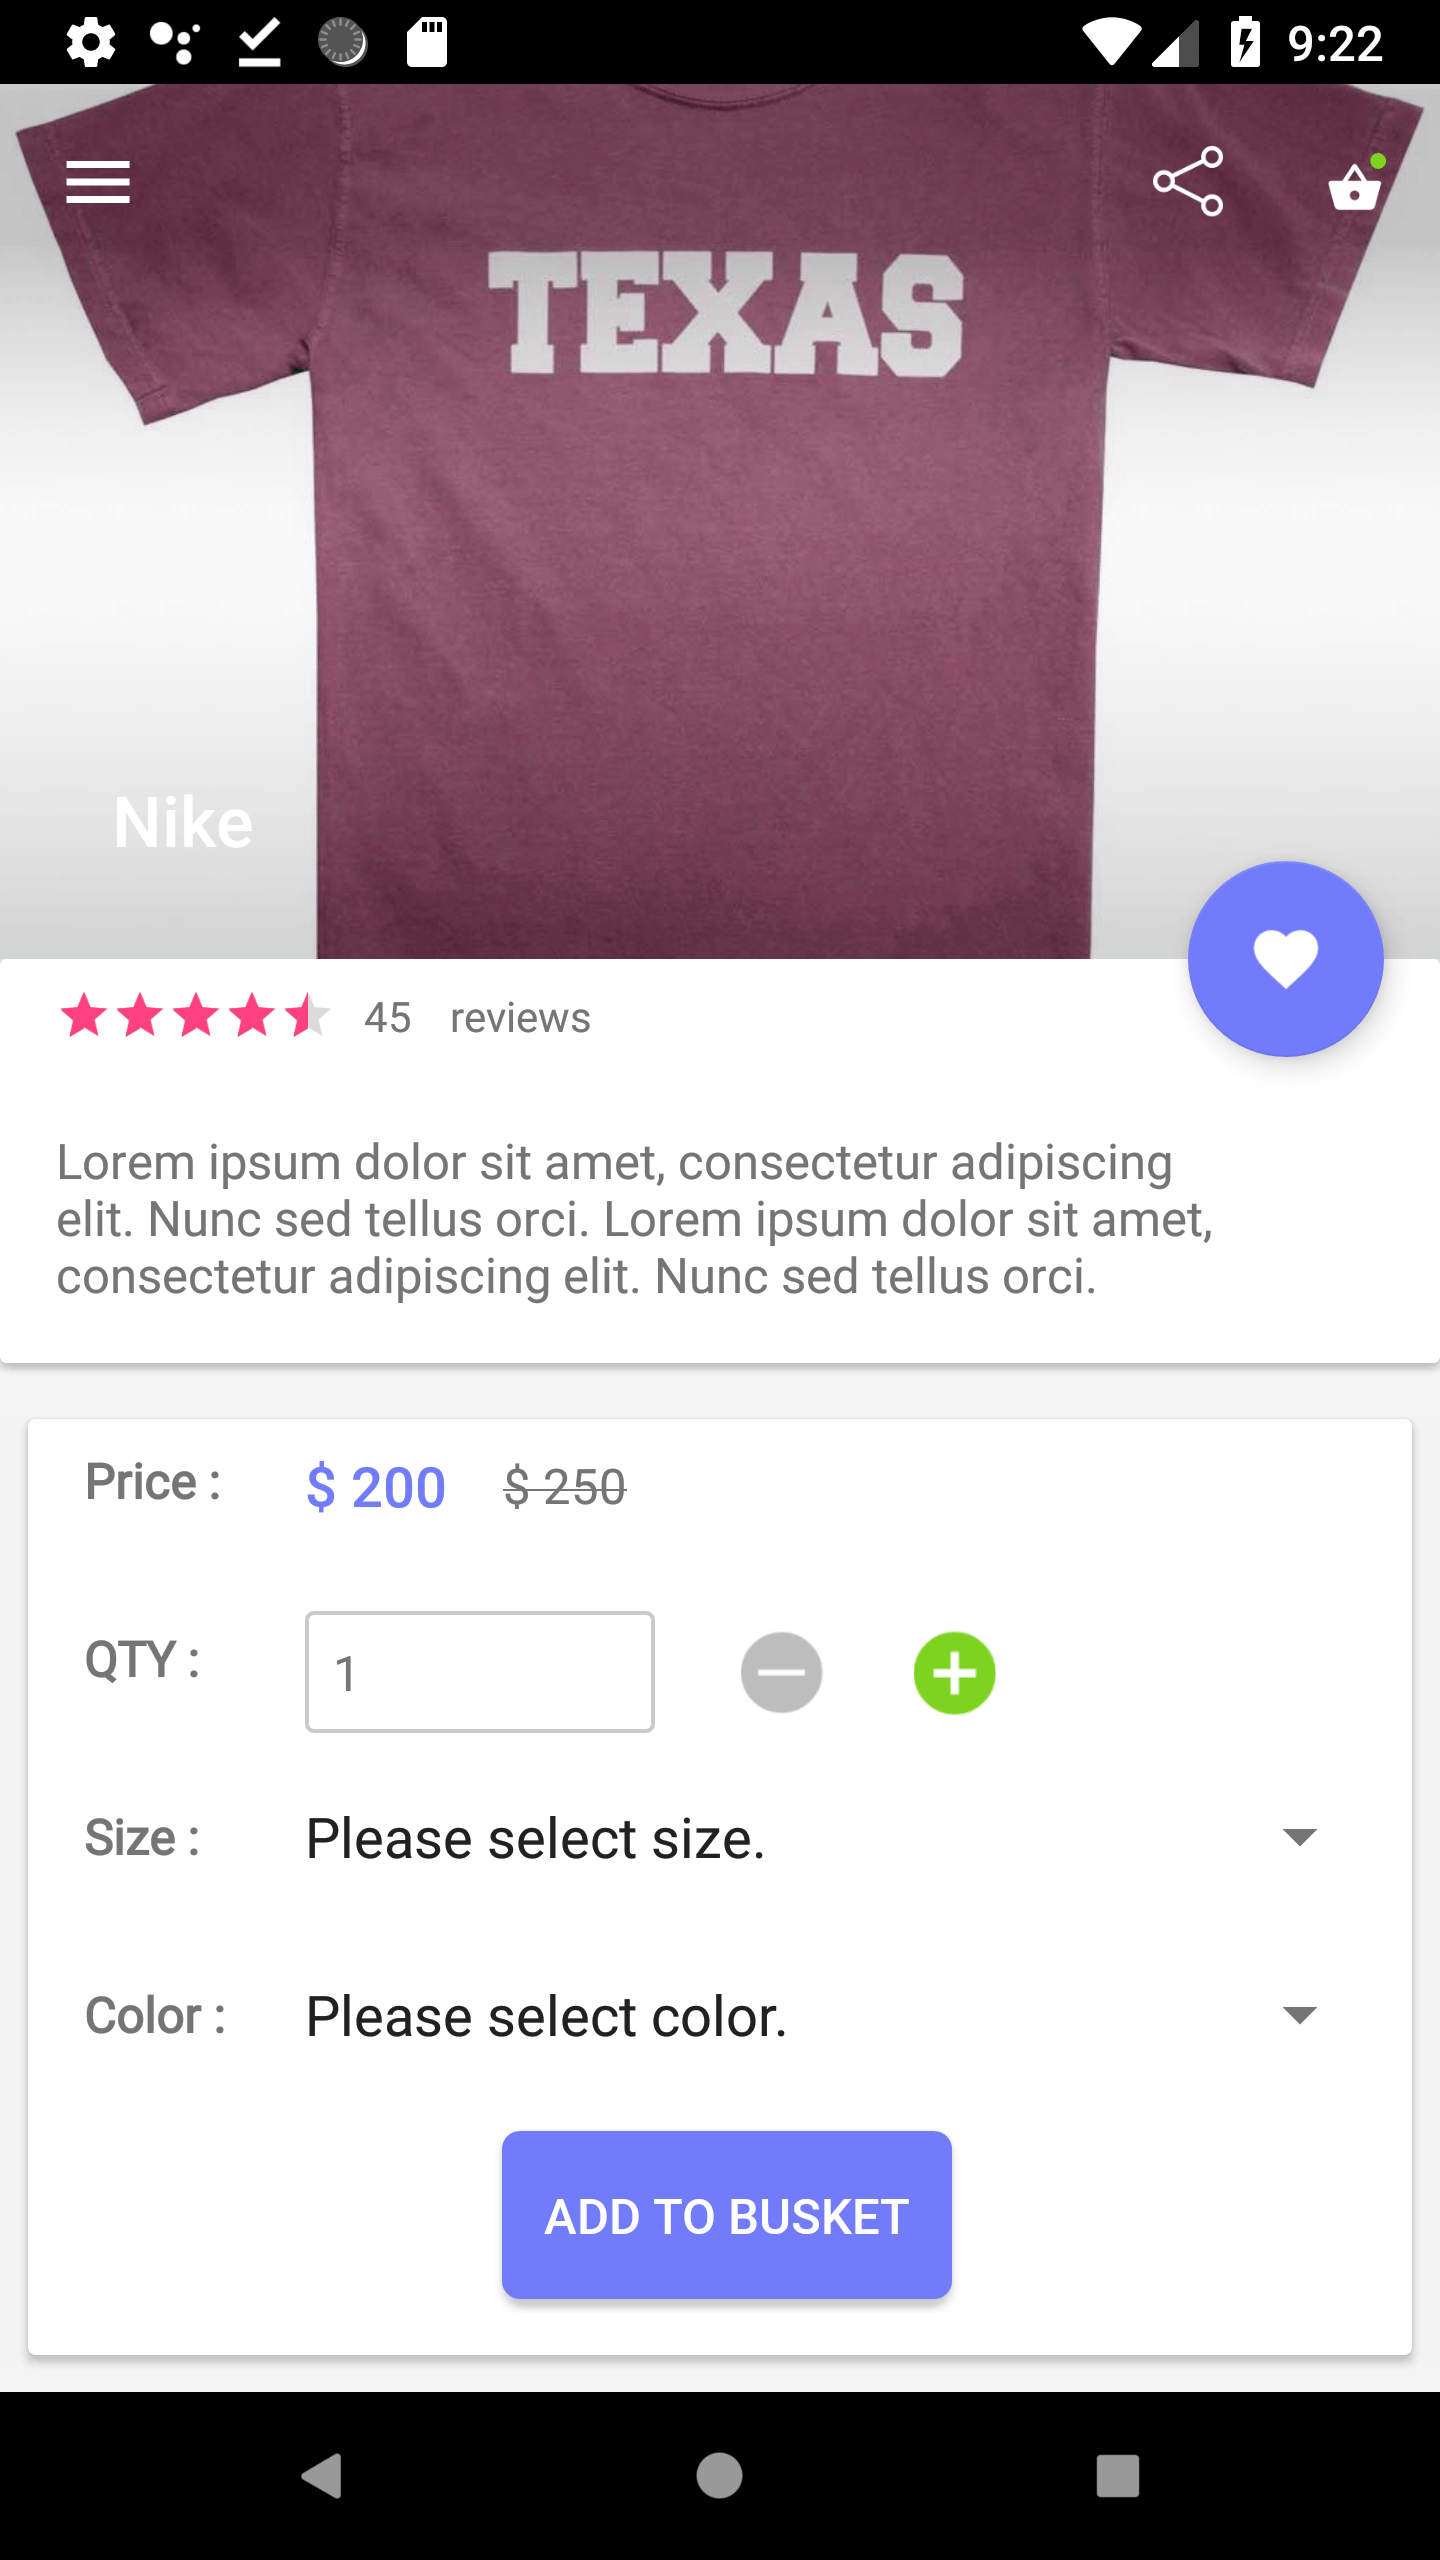 9:22
TEXAS
Nike
45 reviews
Lorem ipsum dolor sit amet, consectetur adipiscing
elit. Nunc sed tellus orci. Lorem ipsum dolor sit amet,
consectetur adipiscing elit. Nunc sed tellus orci.
Price : $ 200 $ 250
QTY : 1
Size : Please select size.
Color : Please select color.
ADD TO BUSKET